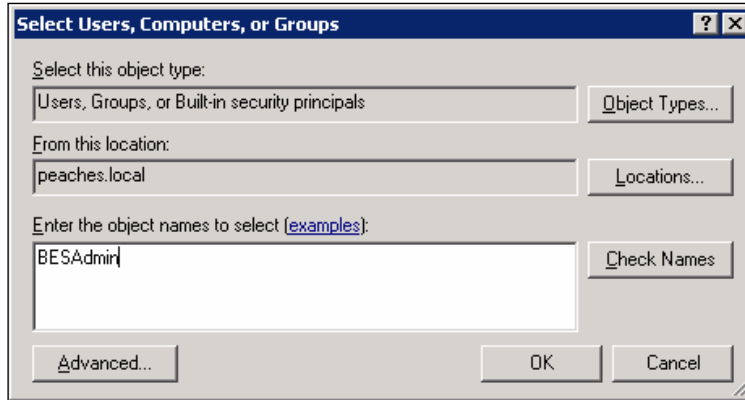 Select Users, Computers, or Groups
Select this object type:
Users, Groups, or Built-in security principals
Object Types...
From this location:
peaches.local
Locations...
Enter the object names to select (examples):
BESAdmin
Check Names
Advanced...
OK
Cancel